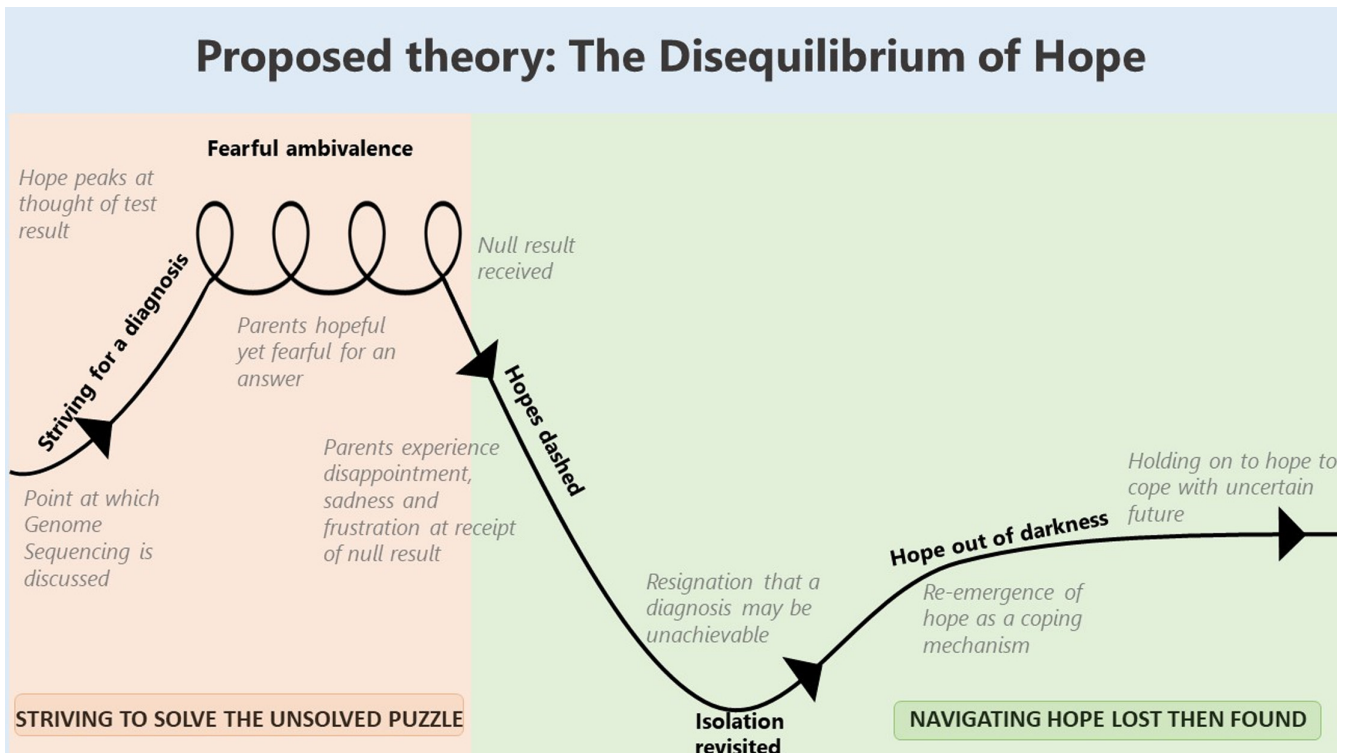 Proposed theory: The Disequilibrium of Hope
Fearful ambivalence
Hope peaks at
thought of test
result
Striving for a diagnosis
Null result
received
Parents hopeful
yet fearful for an
answer
Hopes dashed
Point at which
Genome
Sequencing is
discussed
Parents experience
disappointment,
sadness and
frustration at receipt
of null result
Holding on to hope to
cope with uncertain
future
Hope out of darkness
Resignation that a
diagnosis may be
unachievable
Re-emergence of
hope as a coping
mechanism
Isolation
revisited
STRIVING TO SOLVE THE UNSOLVED PUZZLE
NAVIGATING HOPE LOST THEN FOUND